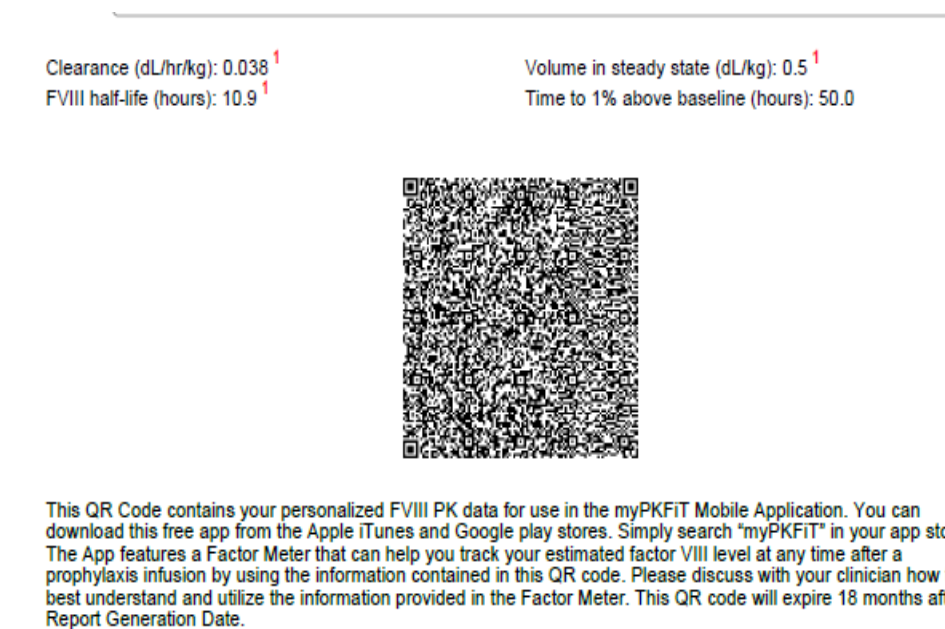 Clearance (dL/hr/kg): 0.038 1
Volume in steady state (dL/kg): 0.5 1
FVIII half-life (hours): 10.9 1
Time to 1% above baseline (hours): 50.0
This QR Code contains your personalized FVIII PK data for use in the myPKFiT Mobile Application. You can
download this free app from the Apple iTunes and Google play stores. Simply search "myPKFiT" in your app sto
The App features a Factor Meter that can help you track your estimated factor VIII level at any time after a
prophylaxis infusion by using the information contained in this QR code. Please discuss with your clinician how
best understand and utilize the information provided in the Factor Meter. This QR code will expire 18 months aft
Report Generation Date.